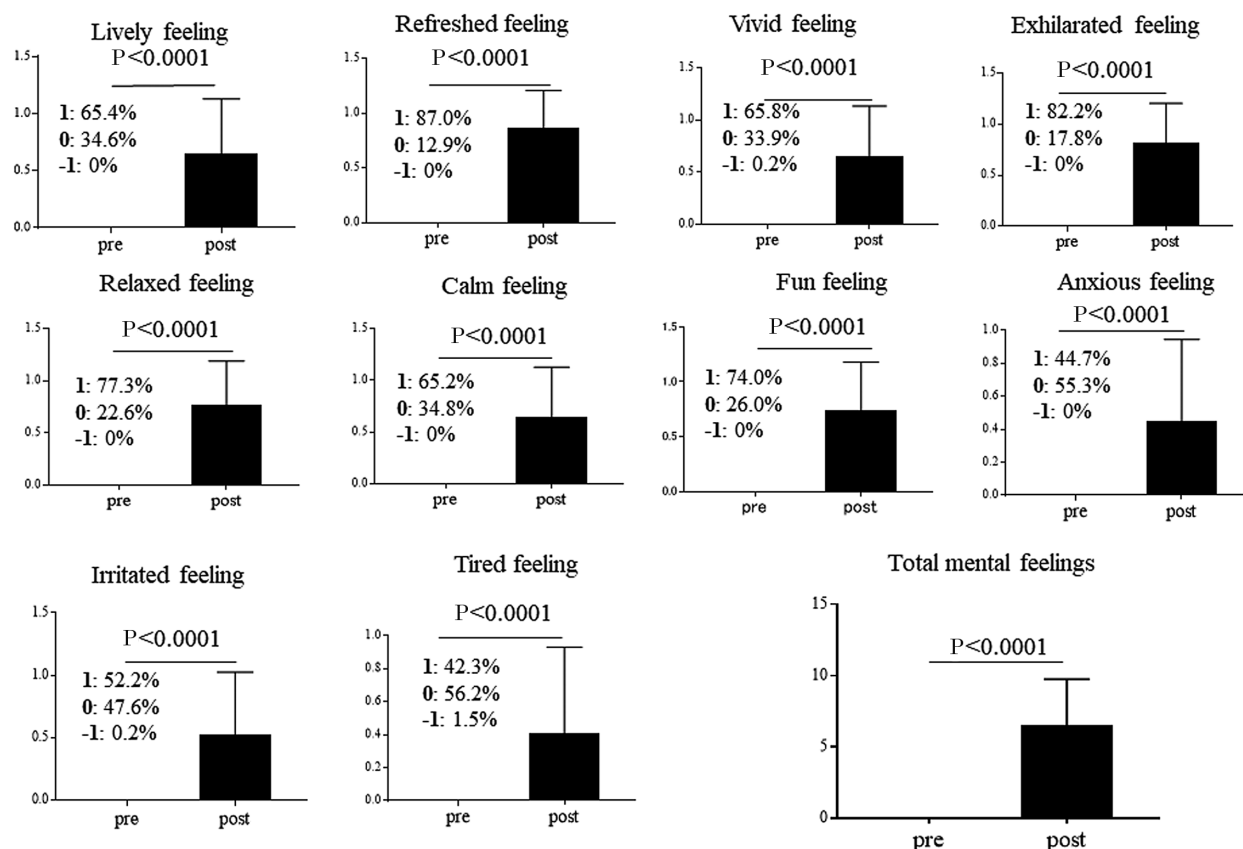 Lively feeling
P<0.0001
1.5
1.0
0.5
0.0
1: 65.4%
0: 34.6%
-1: 0%
pre post
Refreshed feeling
P<0.0001
1.5
1.0
0.5
0.0
1: 87.0%
0: 12.9%
-1: 0%
pre post
Vivid feeling
P<0.0001
1.5
1.0
0.5
0.0
1: 65.8%
0: 33.9%
-1: 0.2%
pre post
Exhilarated feeling
P<0.0001
1.5
1.0
0.5
0.0
1: 82.2%
0: 17.8%
-1: 0%
pre post
Relaxed feeling
P<0.0001
1.5
1.0
0.5
0.0
1: 77.3%
0: 22.6%
-1: 0%
pre post
Calm feeling
P<0.0001
1.5
1.0
0.5
0.0
1: 65.2%
0: 34.8%
-1: 0%
pre post
Fun feeling
P<0.0001
1.5
1.0
0.5
0.0
1: 74.0%
0: 26.0%
-1: 0%
pre post
Anxious feeling
P<0.0001
1.0
0.8
0.6
0.4
0.2
0.0
1: 44.7%
0: 55.3%
-1: 0%
pre post
Irritated feeling
P<0.0001
1.5
1.0
0.5
0.0
1: 52.2%
0: 47.6%
-1: 0.2%
pre post
Tired feeling
P<0.0001
1.0
0.8
0.6
0.4
0.2
0.0
1: 42.3%
0: 56.2%
-1: 1.5%
pre post
Total mental feelings
P<0.0001
15
10
5
0
pre post